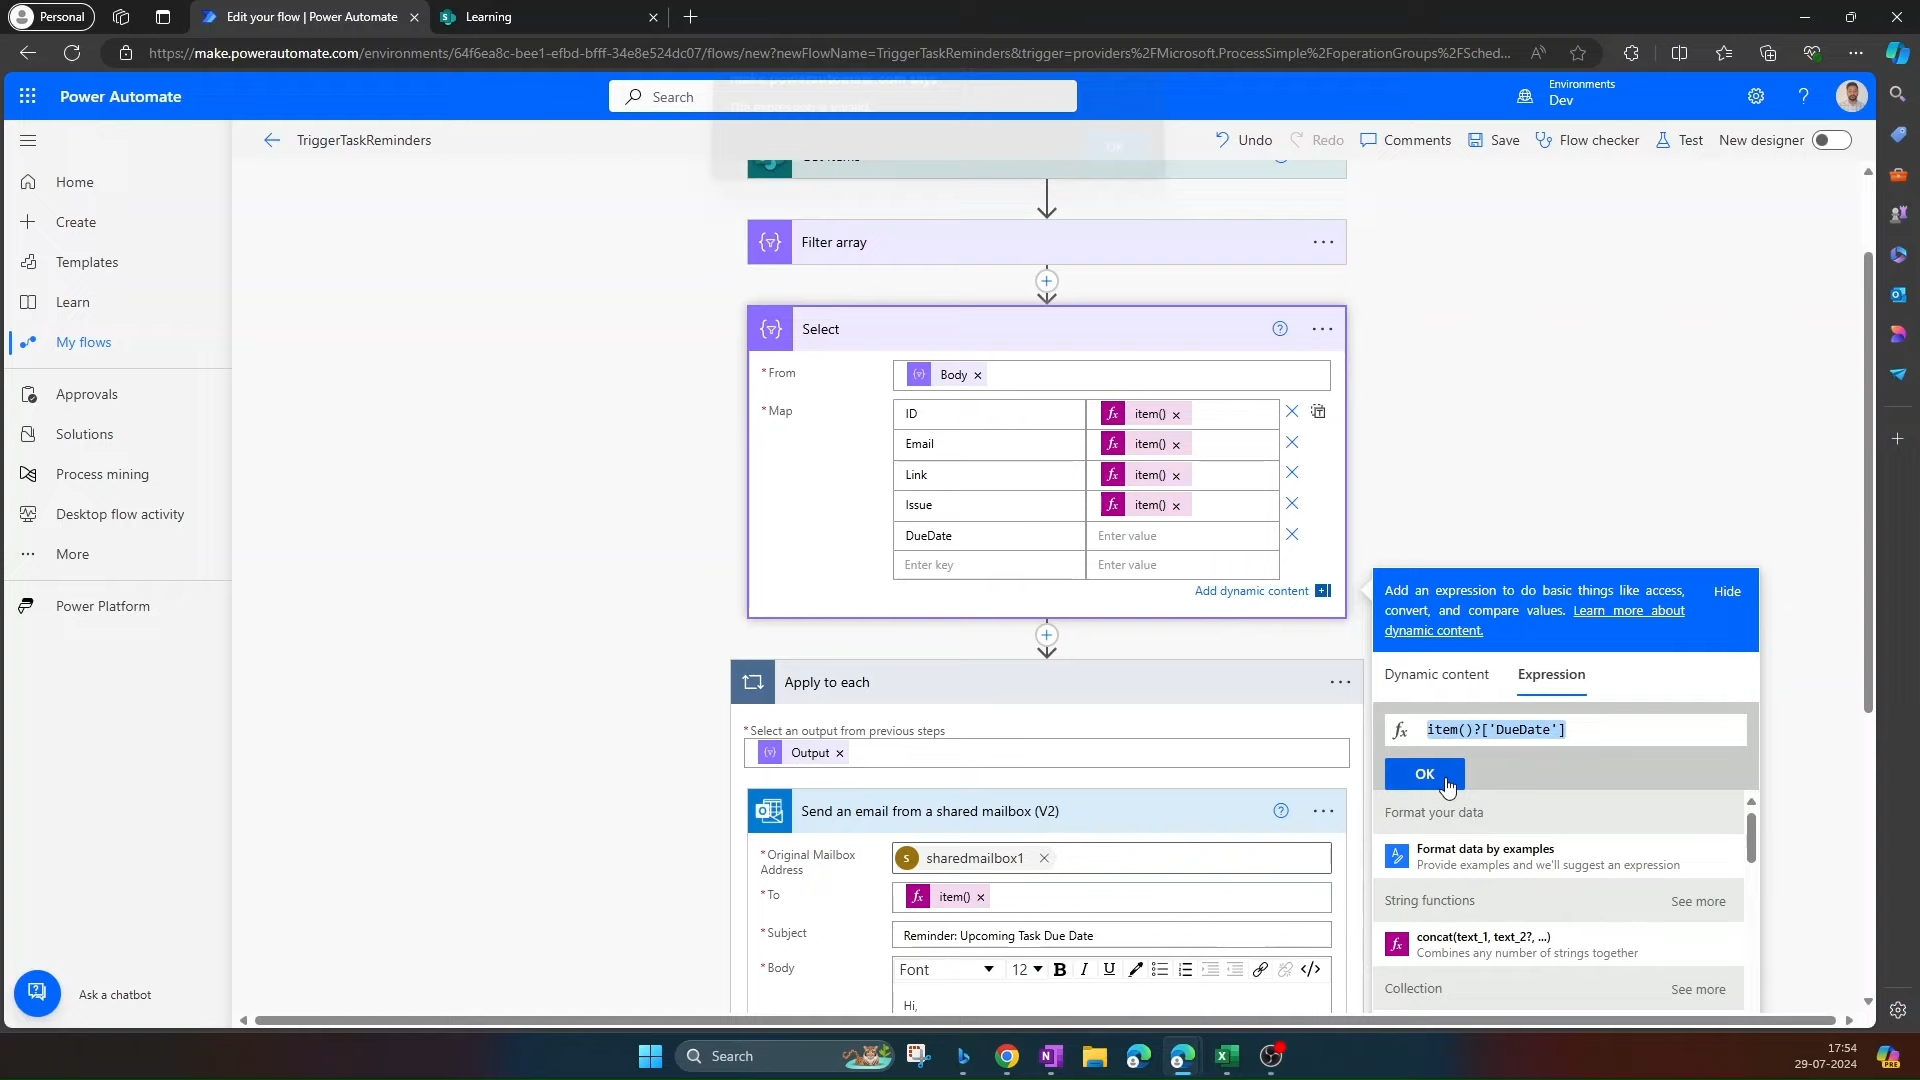 Personal
Edit your flow | Power Automate
Learning
https://make.powerautomate.com/environments/64f6ea8c-bee1-efbd-bfff-34e8e524dc07/flows/new?newFlowName=TriggerTaskReminders&trigger=providers%2FMicrosoft.ProcessSimple%2FoperationGroups%2FSched...
Power Automate
Search
Environments
Dev
TriggerTaskReminders
Undo
Redo
Comments
Save
Flow checker
Test
New designer
Home
Create
Templates
Learn
My flows
Approvals
Solutions
Process mining
Desktop flow activity
More
Power Platform
Ask a chatbot
Filter array
Select
* From
Body
* Map
ID
item()
Email
item()
Link
item()
Issue
item()
DueDate
Enter value
Enter key
Enter value
Add dynamic content
Apply to each
* Select an output from previous steps
Output
Send an email from a shared mailbox (V2)
* Original Mailbox
Address
S
sharedmailbox1
* To
item()
* Subject
Reminder: Upcoming Task Due Date
* Body
Font
12
B
I
U
</>
Hi,
Add an expression to do basic things like access,
convert, and compare values. Learn more about
dynamic content.
Hide
Dynamic content
Expression
fx
item()?['DueDate']
OK
Format your data
Format data by examples
Provide examples and we'll suggest an expression
String functions
See more
concat(text_1, text_2?, ...)
Combines any number of strings together
Collection
See more
Search
17:54
29-07-2024